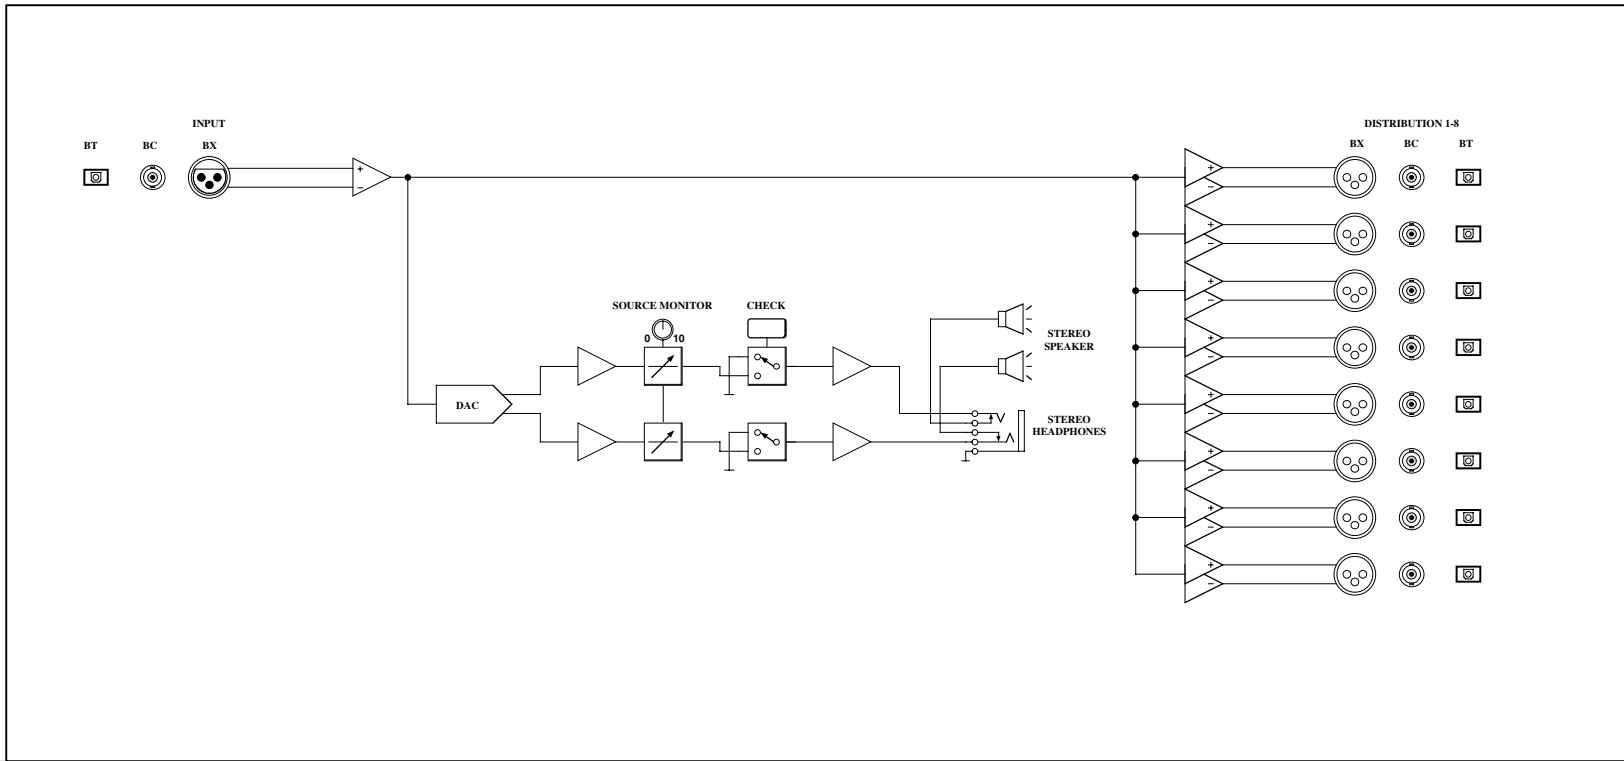 INPUT
BT BC BX
+
−
DISTRIBUTION 1-8
BX BC BT
+
−
+
−
+
−
+
−
+
−
+
−
+
−
+
−
SOURCE MONITOR
0 10
CHECK
STEREO
SPEAKER
DAC
STEREO
HEADPHONES